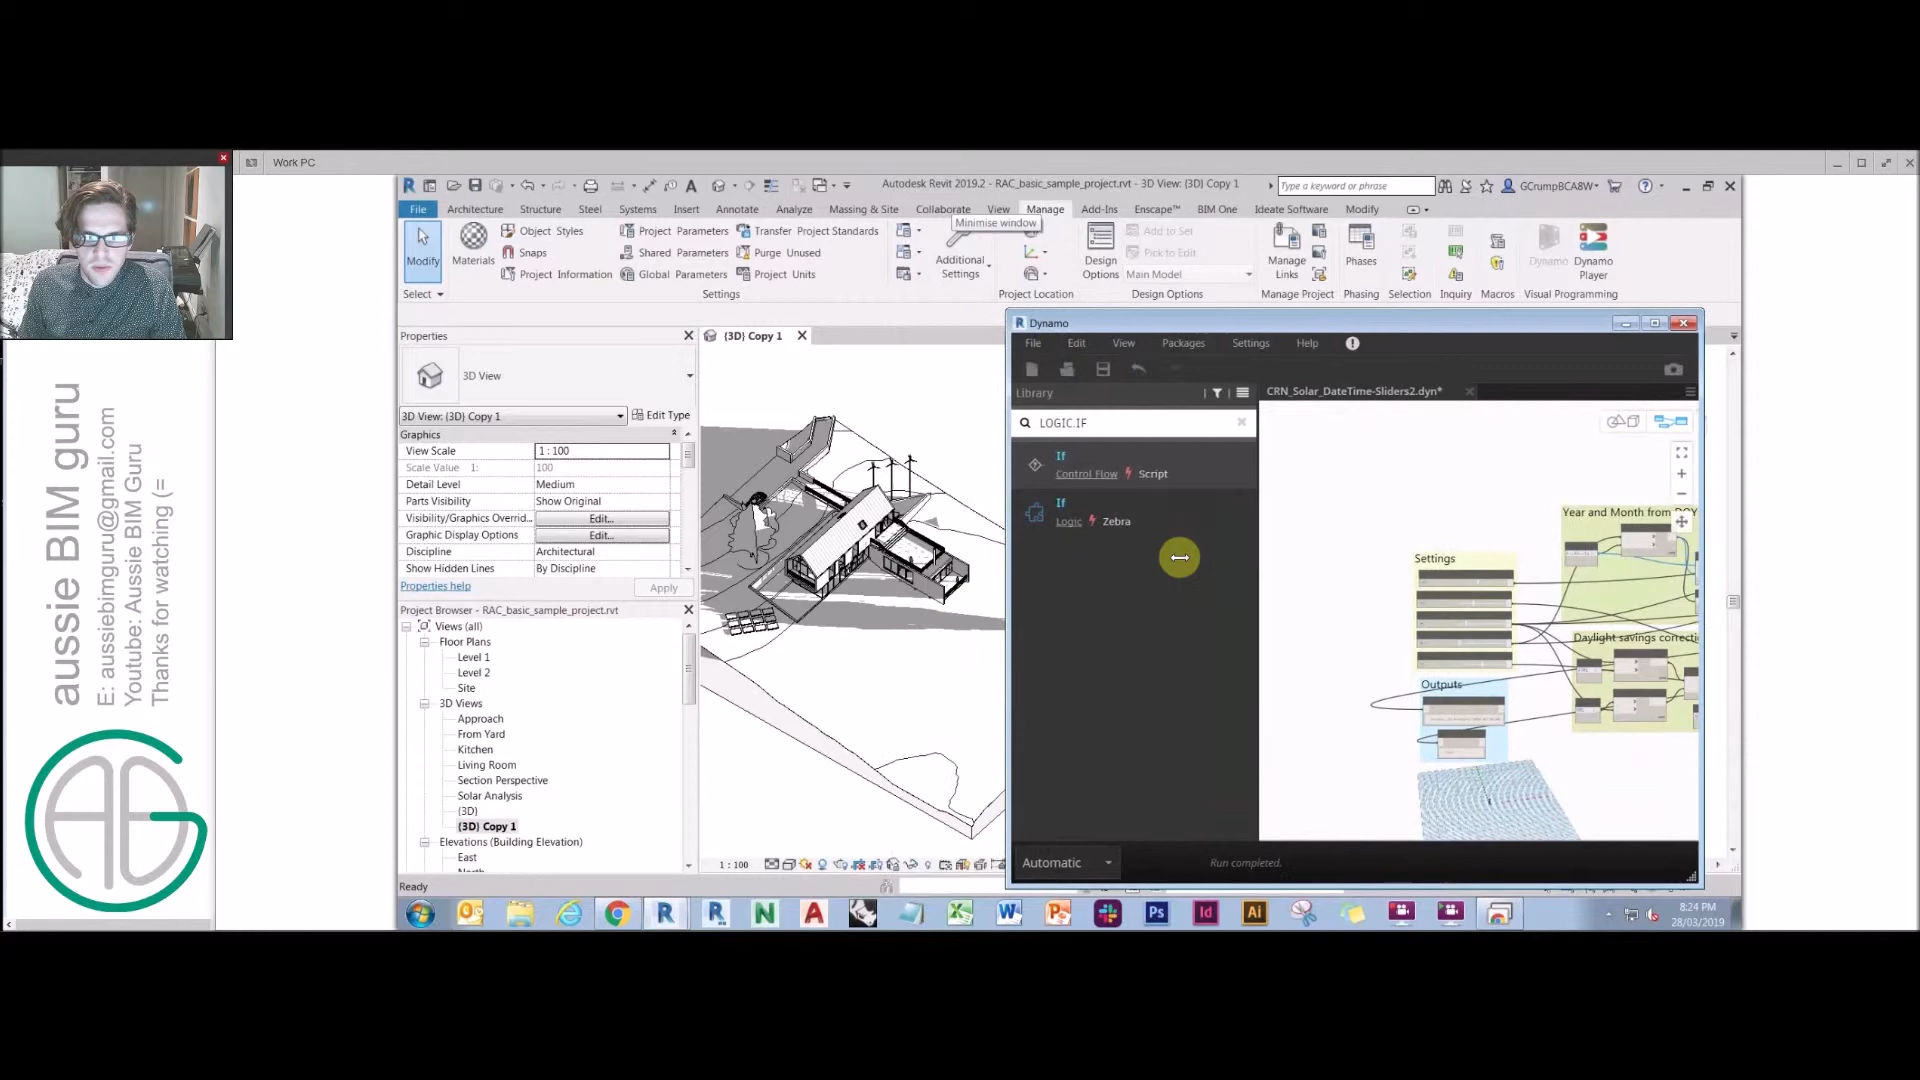 Work PC
Autodesk Revit 2019.2 - RAC_basic_sample_project.rvt - 3D View: {3D} Copy 1
Type a keyword or phrase
GCrumpBCA8W
File Architecture Structure Steel Systems Insert Annotate Analyze Massing & Site Collaborate View Manage Add-Ins Enscape™ BIM One Ideate Software Modify
Minimise window
Modify
Materials
Object Styles
Snaps
Project Information
Project Parameters
Shared Parameters
Global Parameters
Transfer Project Standards
Purge Unused
Project Units
Additional
Settings
Design
Options
Add to Set
Pick to Edit
Main Model
Manage
Links
Phases
Dynamo
Dynamo
Player
Select
Settings
Project Location
Design Options
Manage Project
Phasing
Selection
Inquiry
Macros
Visual Programming
Properties
3D View
3D View: {3D} Copy 1
Edit Type
Graphics
View Scale 1 : 100
Scale Value 1: 100
Detail Level Medium
Parts Visibility Show Original
Visibility/Graphics Overrid... Edit...
Graphic Display Options Edit...
Discipline Architectural
Show Hidden Lines By Discipline
Properties help
Apply
Project Browser - RAC_basic_sample_project.rvt
Views (all)
Floor Plans
Level 1
Level 2
Site
3D Views
Approach
From Yard
Kitchen
Living Room
Section Perspective
Solar Analysis
{3D}
{3D} Copy 1
Elevations (Building Elevation)
East
{3D} Copy 1
1 : 100
Ready
Dynamo
File Edit View Packages Settings Help
Library
CRN_Solar_DateTime-Sliders2.dyn*
LOGIC.IF
If
Control Flow Script
If
Logic Zebra
Year and Month from DOY
Settings
Daylight savings correcti
Outputs
Automatic
Run completed.
8:24 PM
28/03/2019
aussie BIM guru
E: aussiebimguru@gmail.com
Youtube: Aussie BIM Guru
Thanks for watching (=